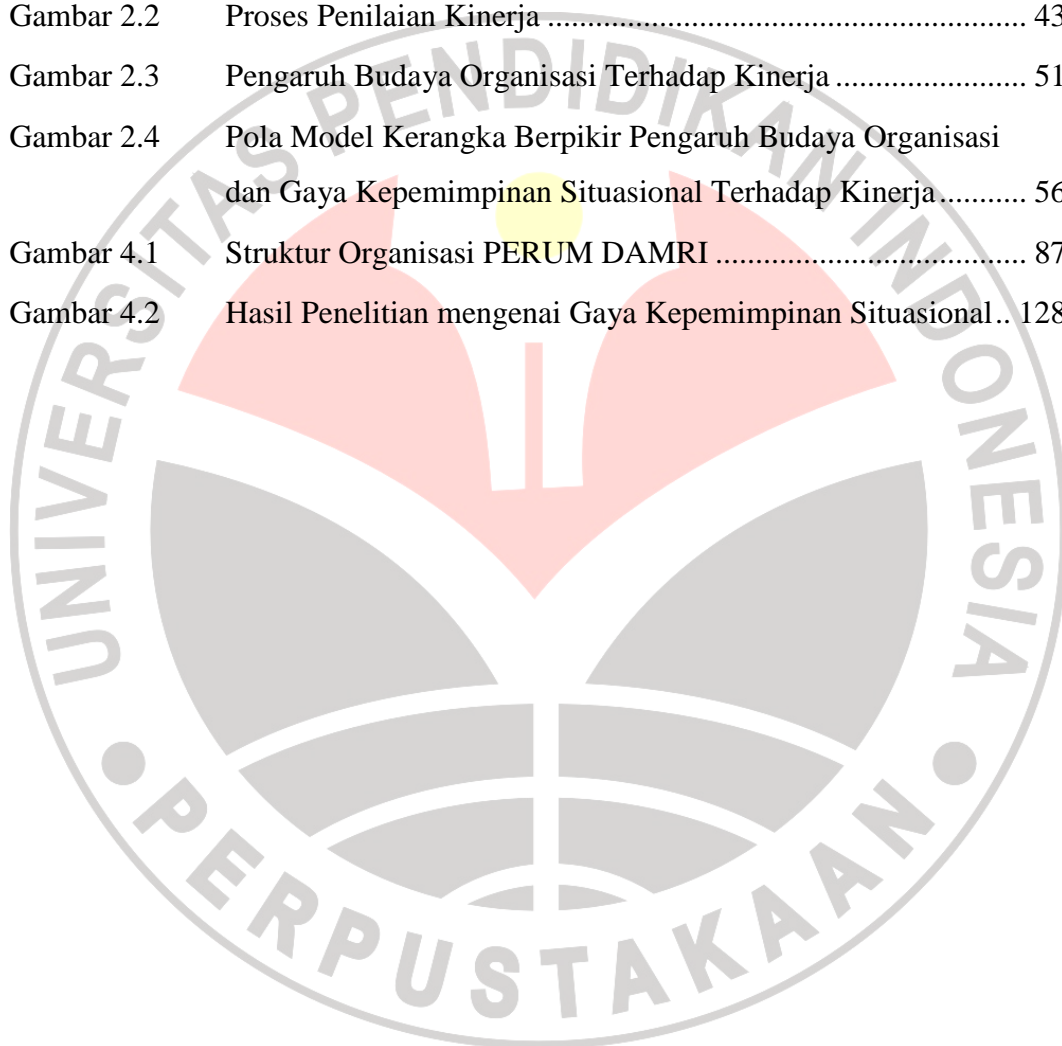 Gambar 2.2 Proses Penilaian Kinerja ........................................................... 43
Gambar 2.3 Pengaruh Budaya Organisasi Terhadap Kinerja ....................... 51
Gambar 2.4 Pola Model Kerangka Berpikir Pengaruh Budaya Organisasi
dan Gaya Kepemimpinan Situasional Terhadap Kinerja ........... 56
Gambar 4.1 Struktur Organisasi PERUM DAMRI ..................................... 87
Gambar 4.2 Hasil Penelitian mengenai Gaya Kepemimpinan Situasional .. 128
UNIVERSITAS PENDIDIKAN INDONESIA
PERPUSTAKAAN